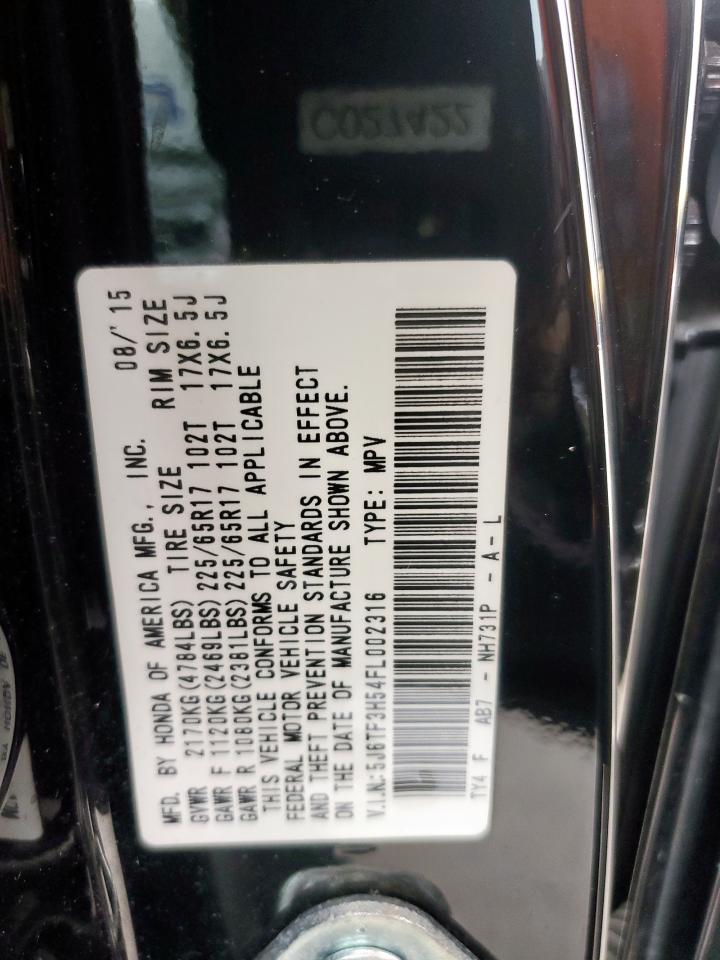 MFD. BY HONDA OF AMERICA MFG., INC. 08/'15
GVWR 2170KG(4784LBS) TIRE SIZE RIM SIZE
GAWR F 1120KG(2469LBS) 225/65R17 102T 17X6.5J
GAWR R 1080KG(2381LBS) 225/65R17 102T 17X6.5J
THIS VEHICLE CONFORMS TO ALL APPLICABLE
FEDERAL MOTOR VEHICLE SAFETY
AND THEFT PREVENTION STANDARDS IN EFFECT
ON THE DATE OF MANUFACTURE SHOWN ABOVE.
V.I.N.:5J6TF3H54FL002316 TYPE: MPV
TY4 F AB7 - NH731P - A - L